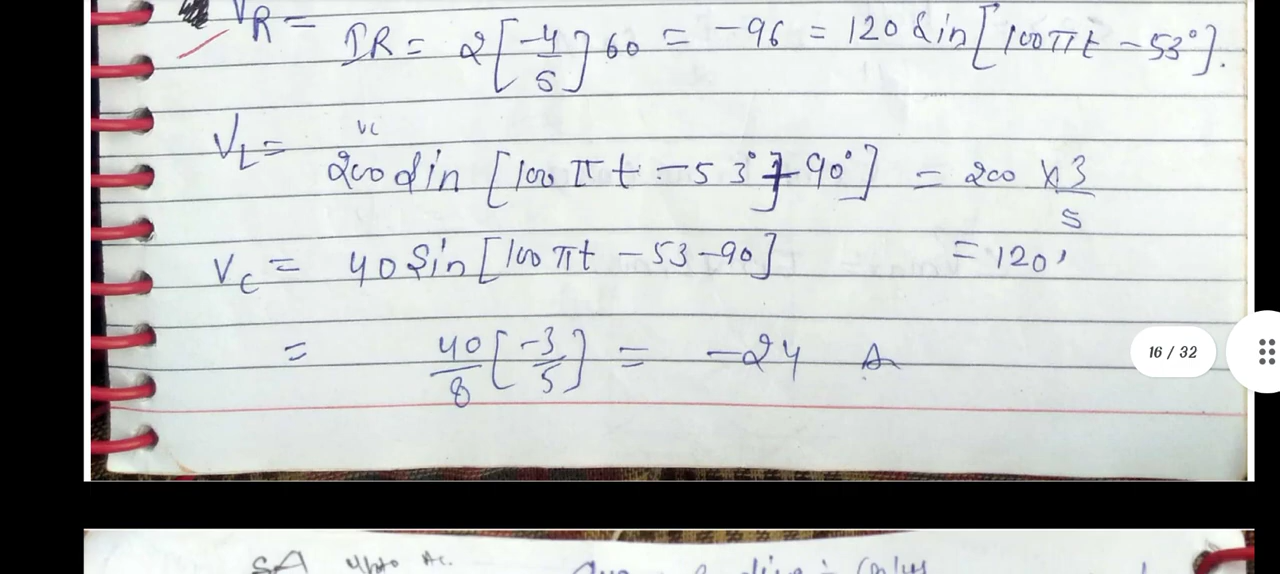 V_R = IR = 2[-4/5]60 = -96 = 120 Sin[100πt - 53°].
V_L = 200 Sin [100πt - 53° + 90°] = 200 × 3/5
V_C = 40 Sin[100πt - 53 - 90] = 120
= 40/8 [-3/5] = -24
16 / 32